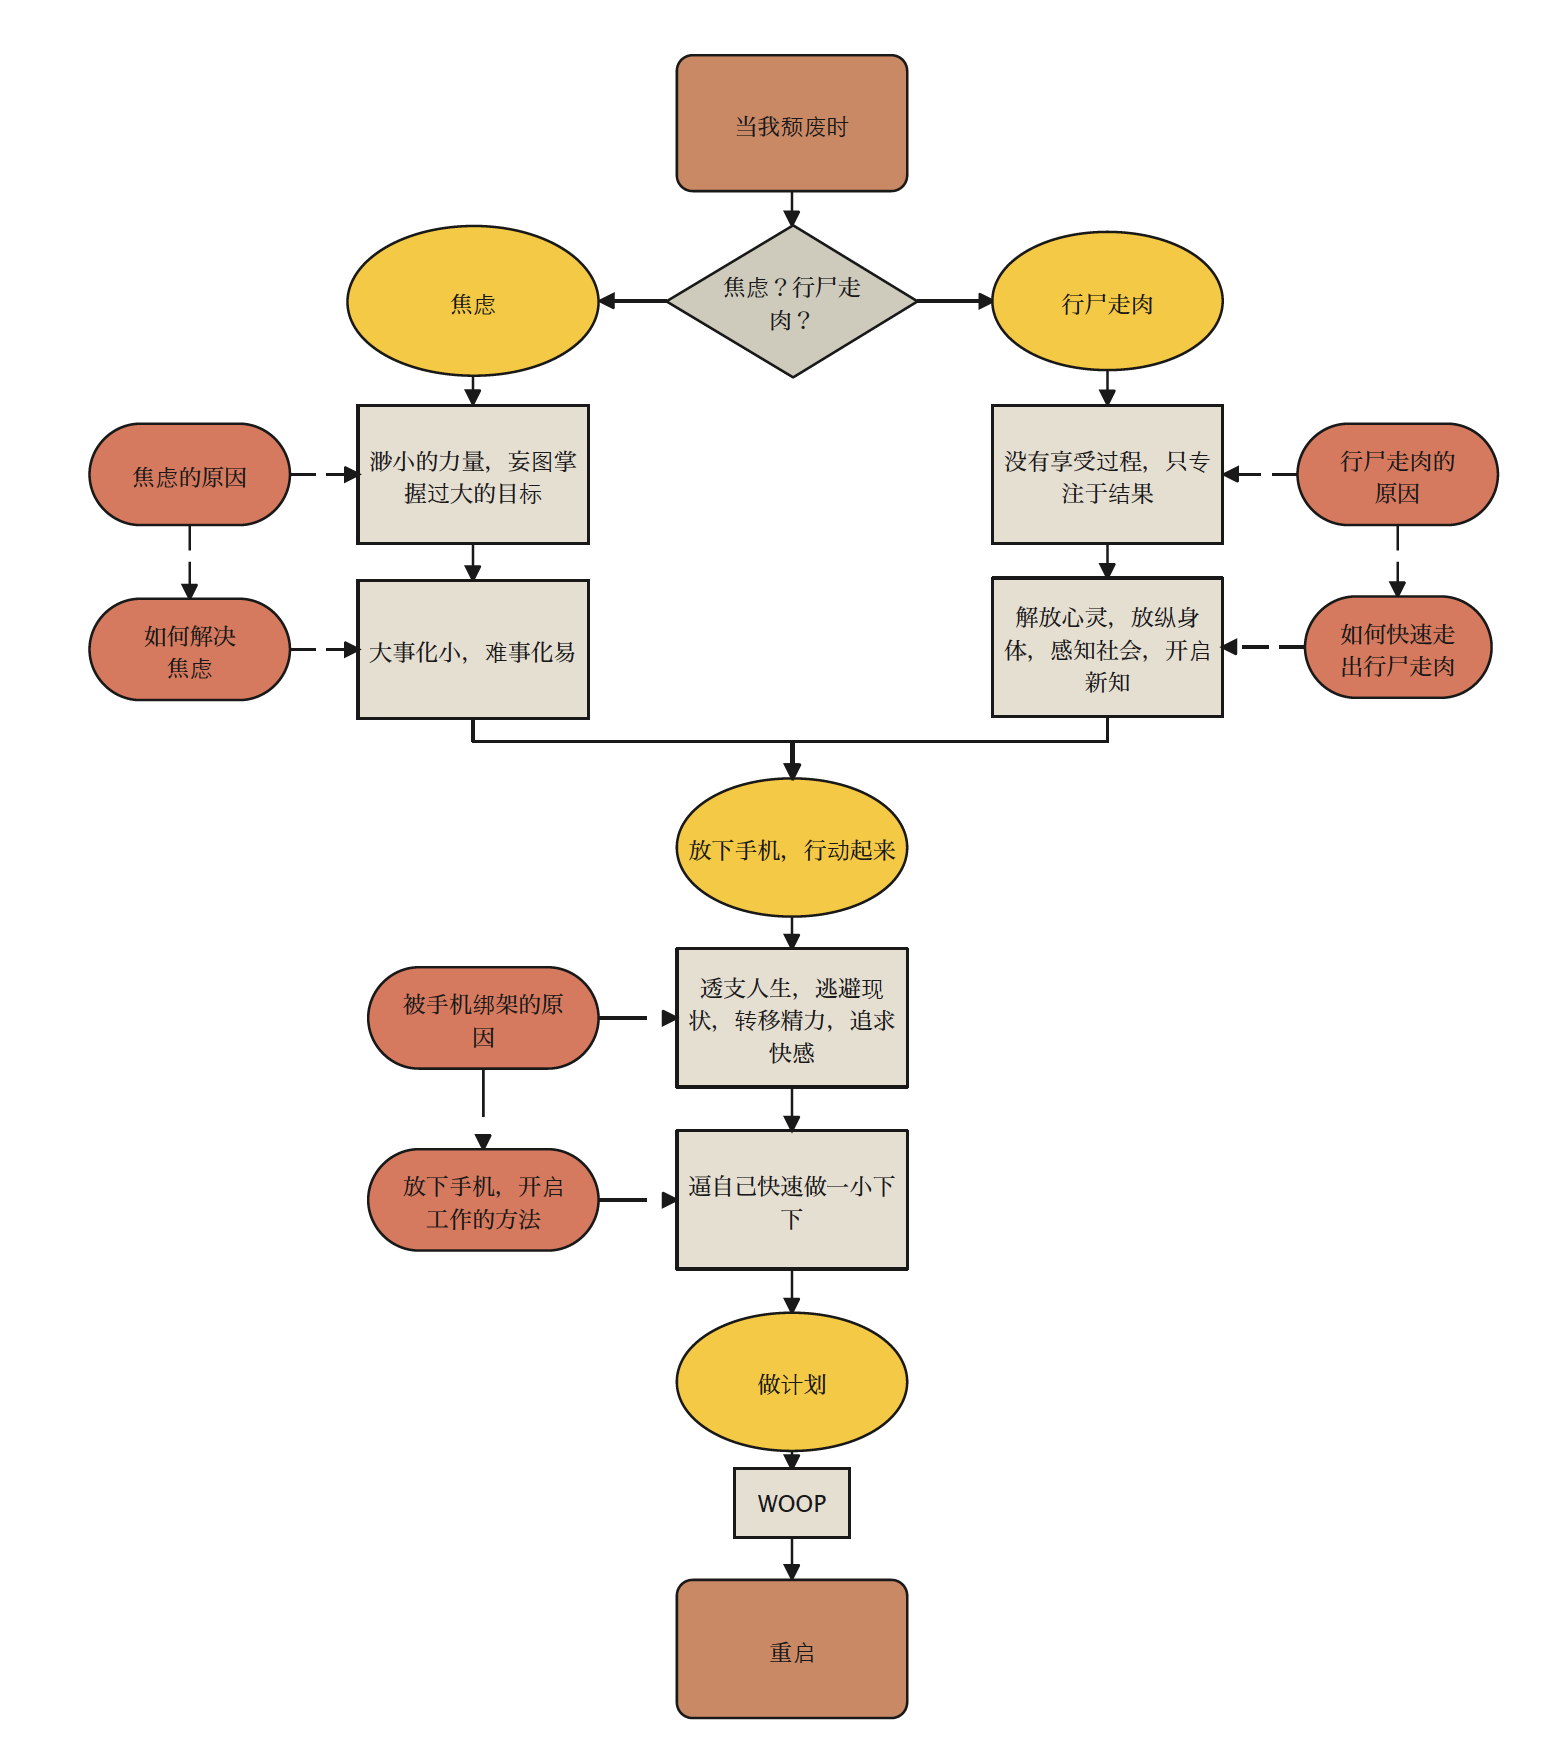 当我颓废时
焦虑
焦虑？行尸走
肉？
行尸走肉
焦虑的原因
渺小的力量，妄图掌
握过大的目标
没有享受过程，只专
注于结果
行尸走肉的
原因
如何解决
焦虑
大事化小，难事化易
解放心灵，放纵身
体，感知社会，开启
新知
如何快速走
出行尸走肉
放下手机，行动起来
被手机绑架的原
因
透支人生，逃避现
状，转移精力，追求
快感
放下手机，开启
工作的方法
逼自己快速做一小下
下
做计划
WOOP
重启